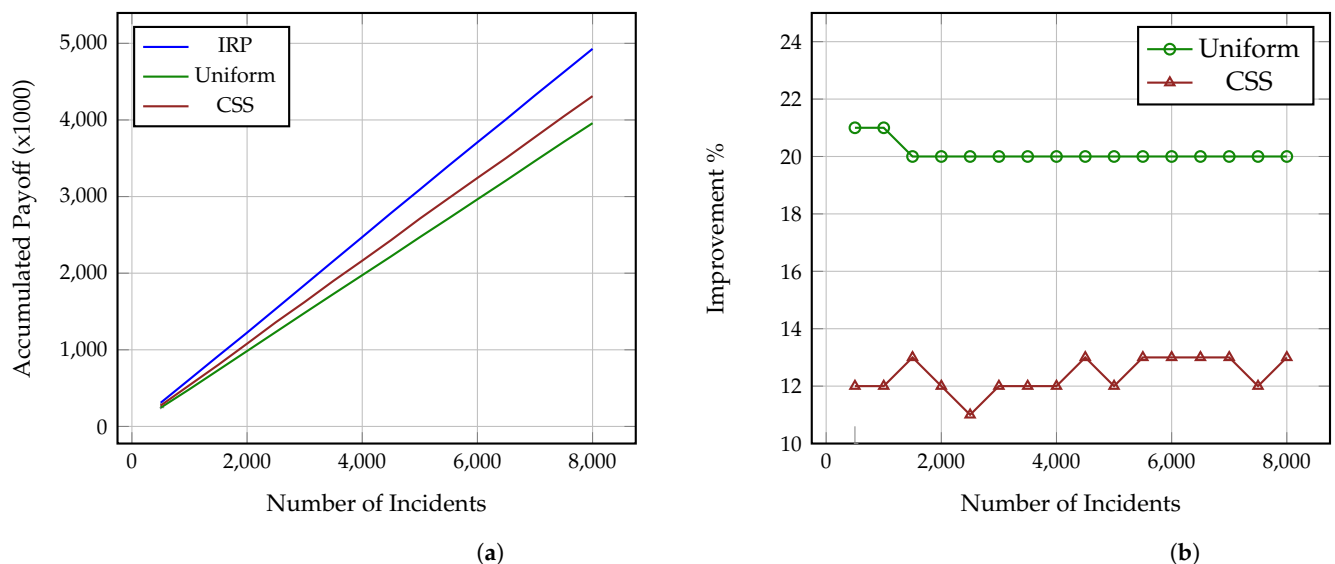 IRP
Uniform
CSS
5,000
4,000
3,000
2,000
1,000
0
Accumulated Payoff (x1000)
0 2,000 4,000 6,000 8,000
Number of Incidents
(a)
Uniform
CSS
24
22
20
18
16
14
12
10
Improvement %
0 2,000 4,000 6,000 8,000
Number of Incidents
(b)